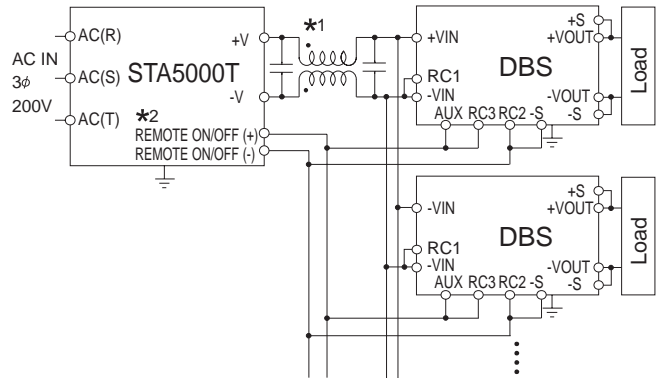 *1
+S
+VOUT
AC(R)
+V
+VIN
DBS
Load
AC IN
3φ
200V
AC(S)
STA5000T
RC1
-VIN
-VOUT
-S
AC(T)
*2
-V
AUX RC3 RC2 -S
REMOTE ON/OFF (+)
REMOTE ON/OFF (-)
+S
+VOUT
-VIN
DBS
Load
RC1
-VIN
-VOUT
-S
AUX RC3 RC2 -S